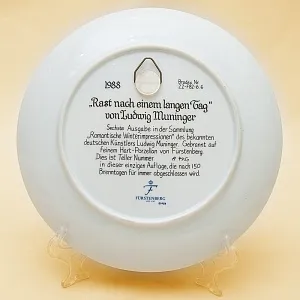 1988
Bradex Nr.
22-F82-6.6
„Rast nach einem langen Tag"
von Ludwig Muninger
Sechste Ausgabe in der Sammlung
„Romantische Winterimpressionen" des bekannten
deutschen Künstlers Ludwig Muninger. Gebrannt auf
feinem Hart-Porzellan von Fürstenberg.
Dies ist Teller Nummer
in dieser einzigen Auflage, die nach 150
Brenntagen für immer abgeschlossen wird.
F
FÜRSTENBERG